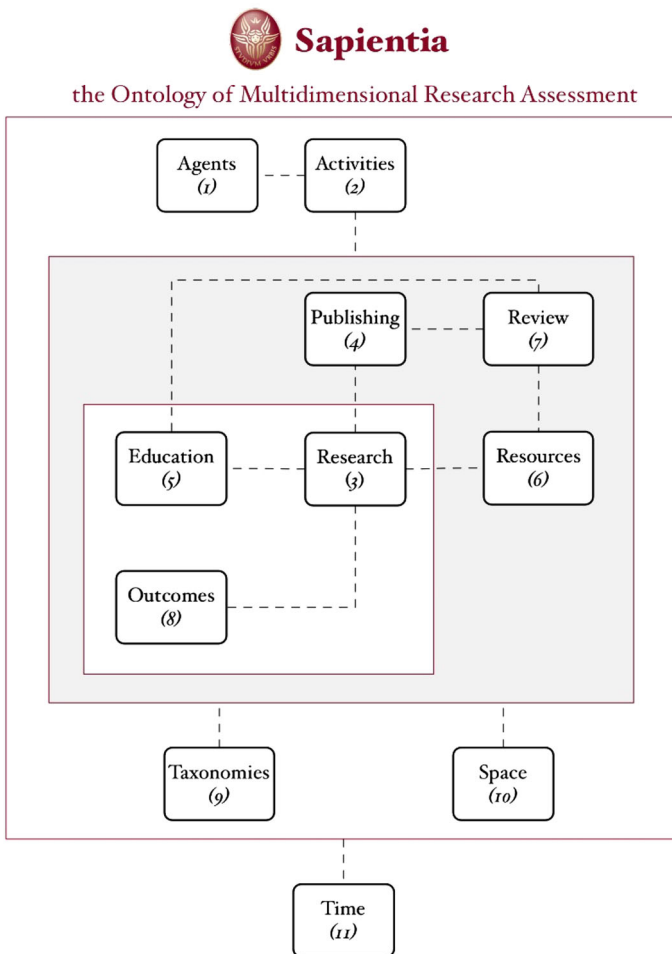 Sapientia
the Ontology of Multidimensional Research Assessment
Agents
(1)
Activities
(2)
Publishing
(4)
Review
(7)
Education
(5)
Research
(3)
Resources
(6)
Outcomes
(8)
Taxonomies
(9)
Space
(10)
Time
(11)